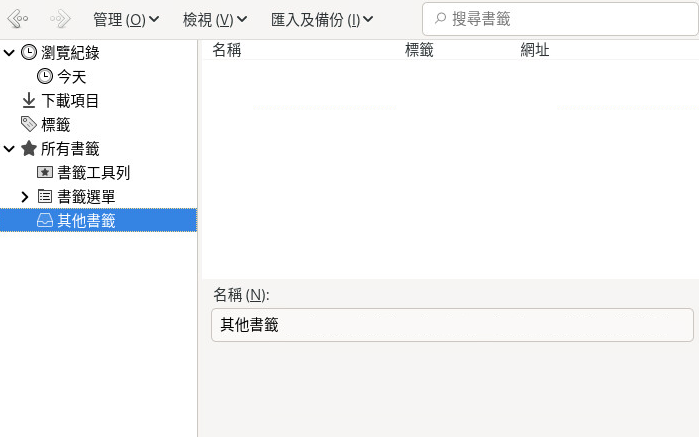 管理 (O) 檢視 (V) 匯入及備份 (I) 搜尋書籤
名稱 標籤 網址
瀏覽紀錄
今天
下載項目
標籤
所有書籤
書籤工具列
書籤選單
其他書籤
名稱 (N):
其他書籤